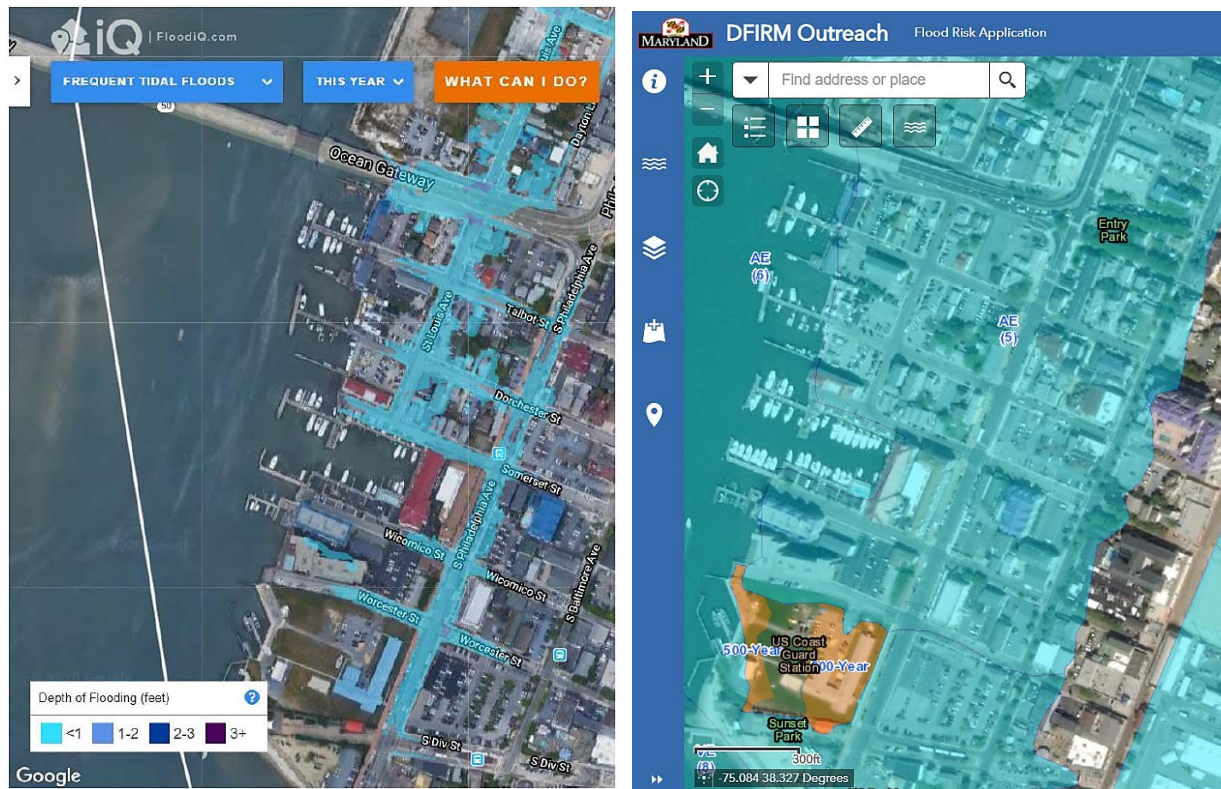 iQ | FloodiQ.com
FREQUENT TIDAL FLOODS
THIS YEAR
WHAT CAN I DO?
50
Ocean Gateway
Dayton L
St Louis Ave
Talbot St
S Philadelphia Ave
Dorchester St
Somerset St
S Philadelphia Ave
Wicomico St
Wicomico St
S Baltimore Ave
Worcester St
Worcester St
Depth of Flooding (feet)
?
<1
1-2
2-3
3+
S Div St
S Div St
Google
MARYLAND
DFIRM Outreach
Flood Risk Application
Find address or place
Entry
Park
AE
(6)
AE
(5)
US Coast
Guard
Station
500-Year
00-Year
Sunset
Park
VE
(8)
300ft
-75.084 38.327 Degrees